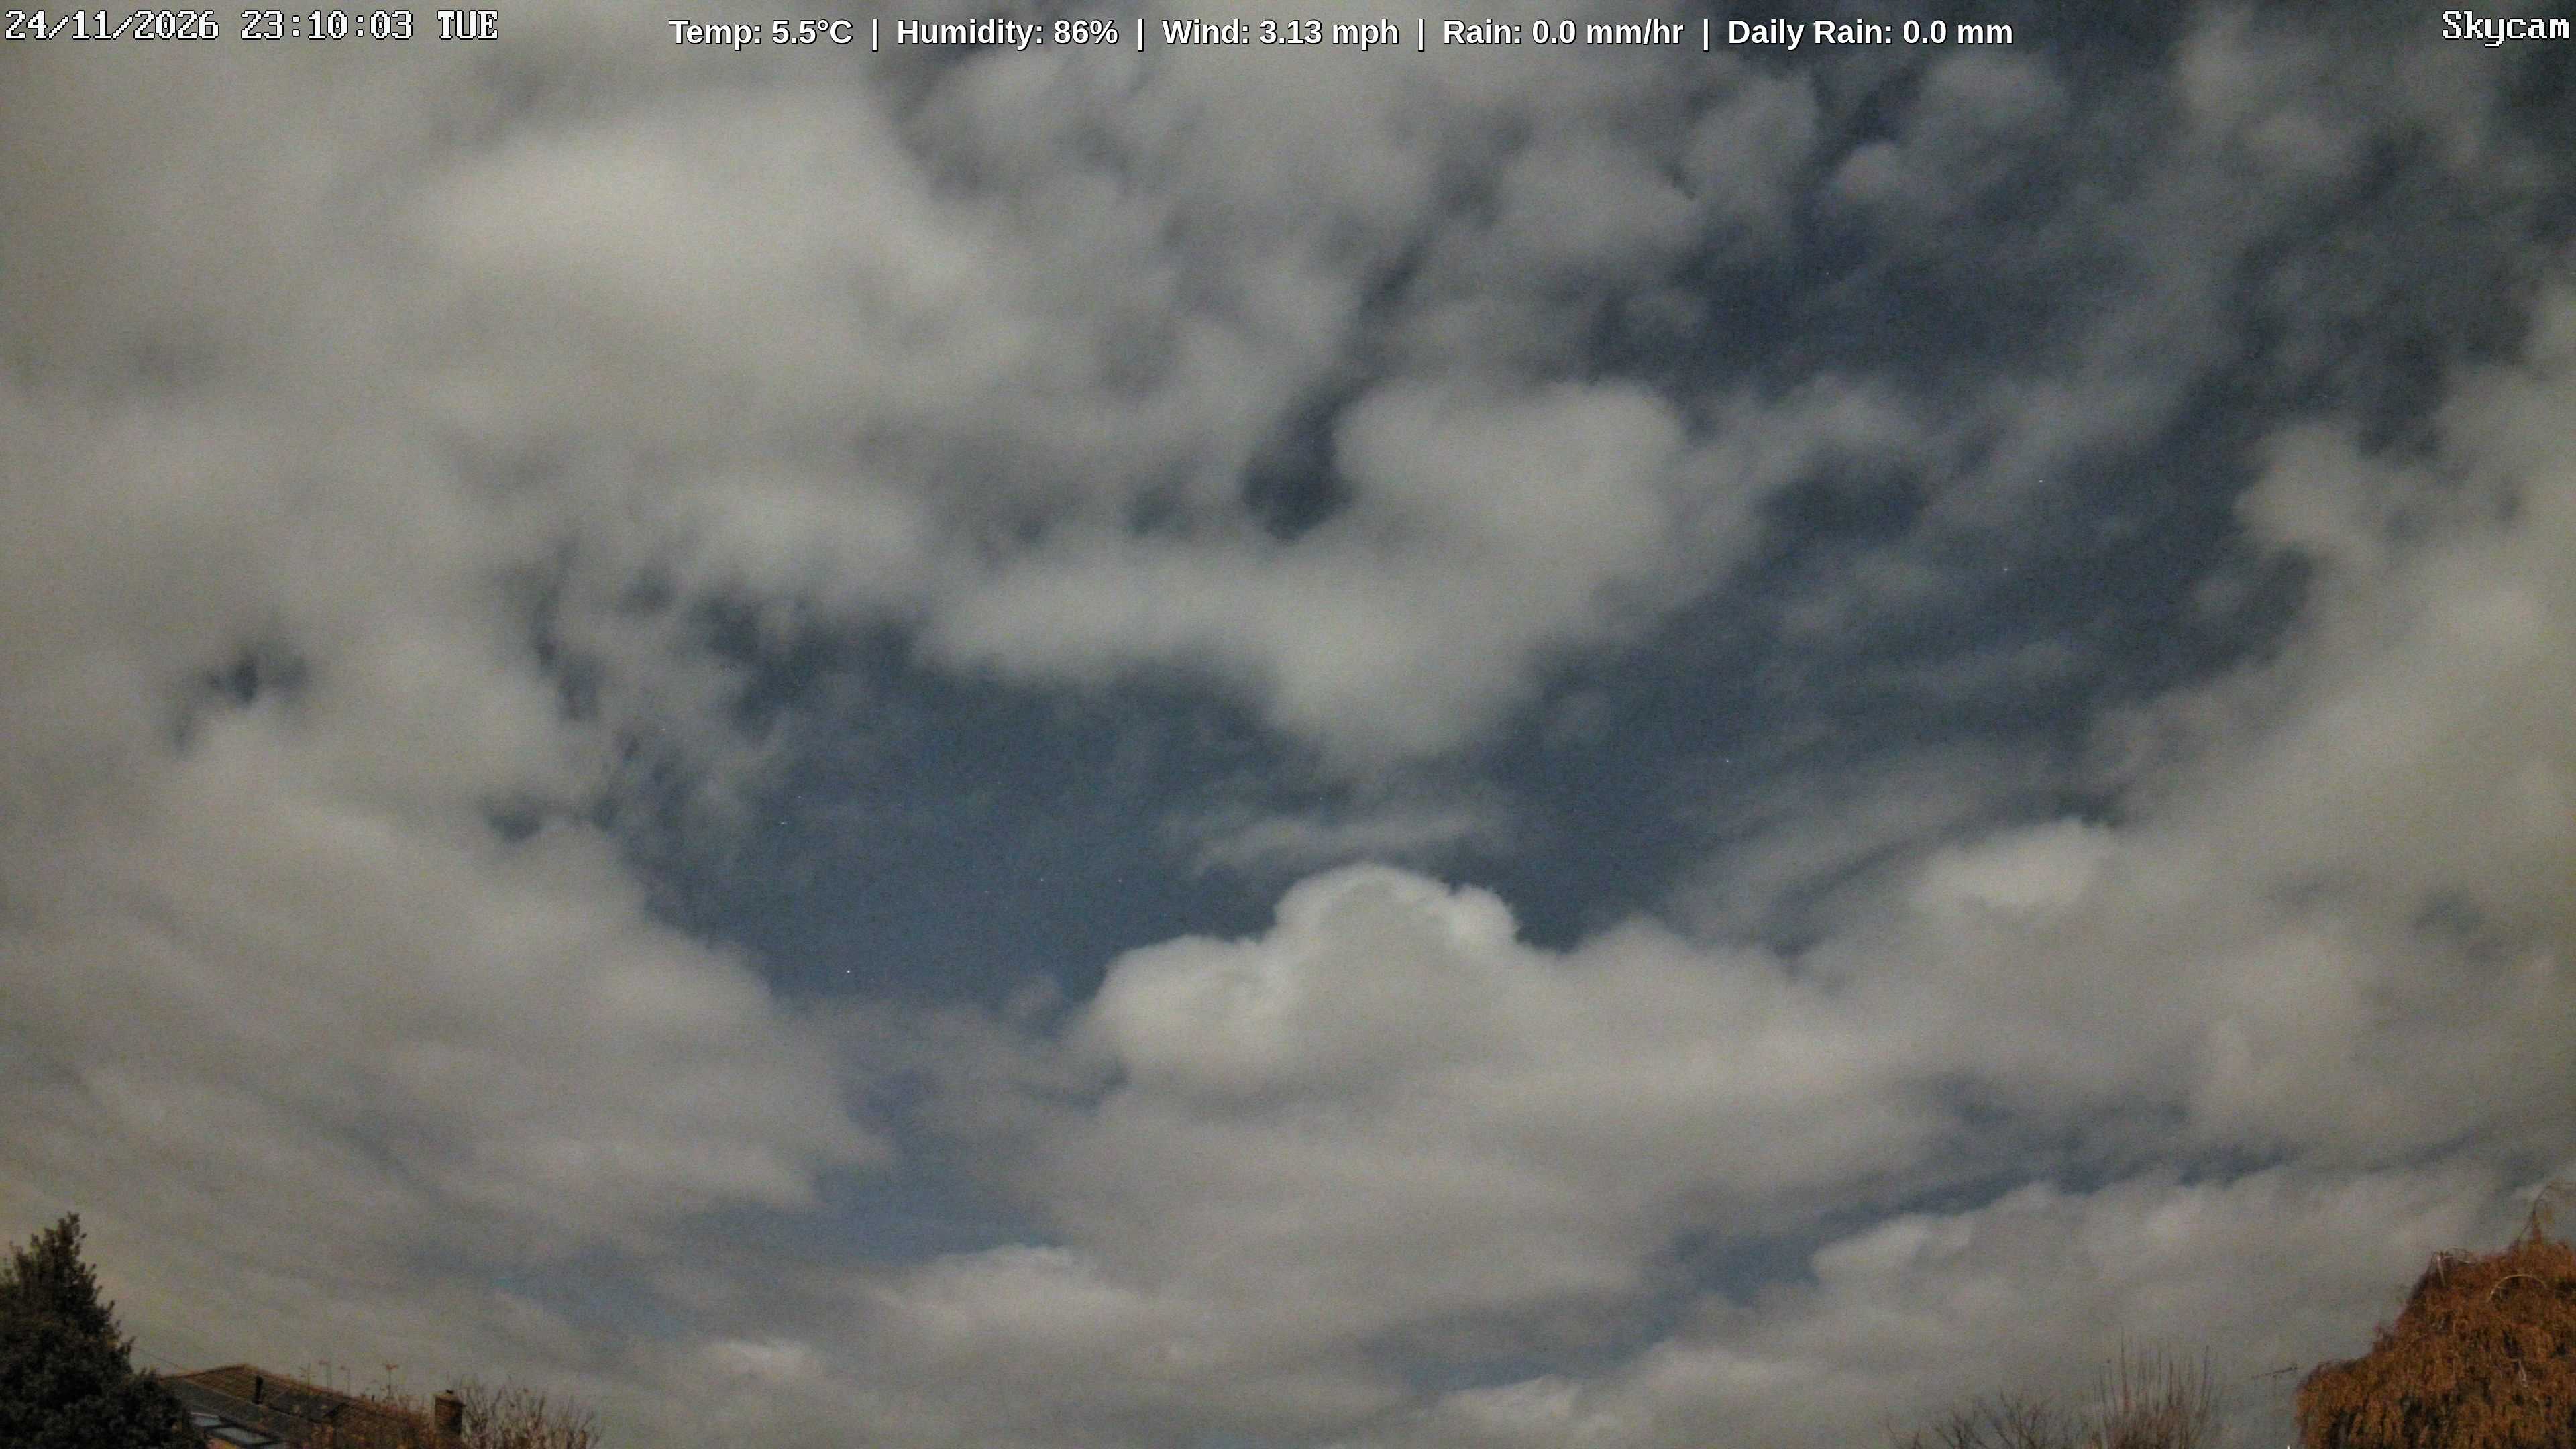 24/11/2026 23:10:03 TUE
Temp: 5.5°C | Humidity: 86% | Wind: 3.13 mph | Rain: 0.0 mm/hr | Daily Rain: 0.0 mm
Skycam